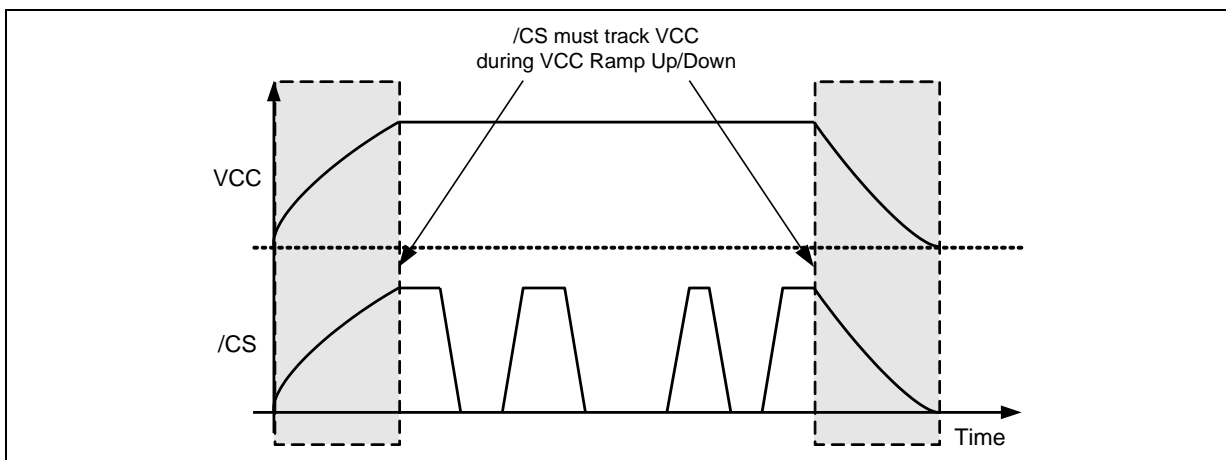 /CS must track VCC
during VCC Ramp Up/Down
VCC
/CS
Time